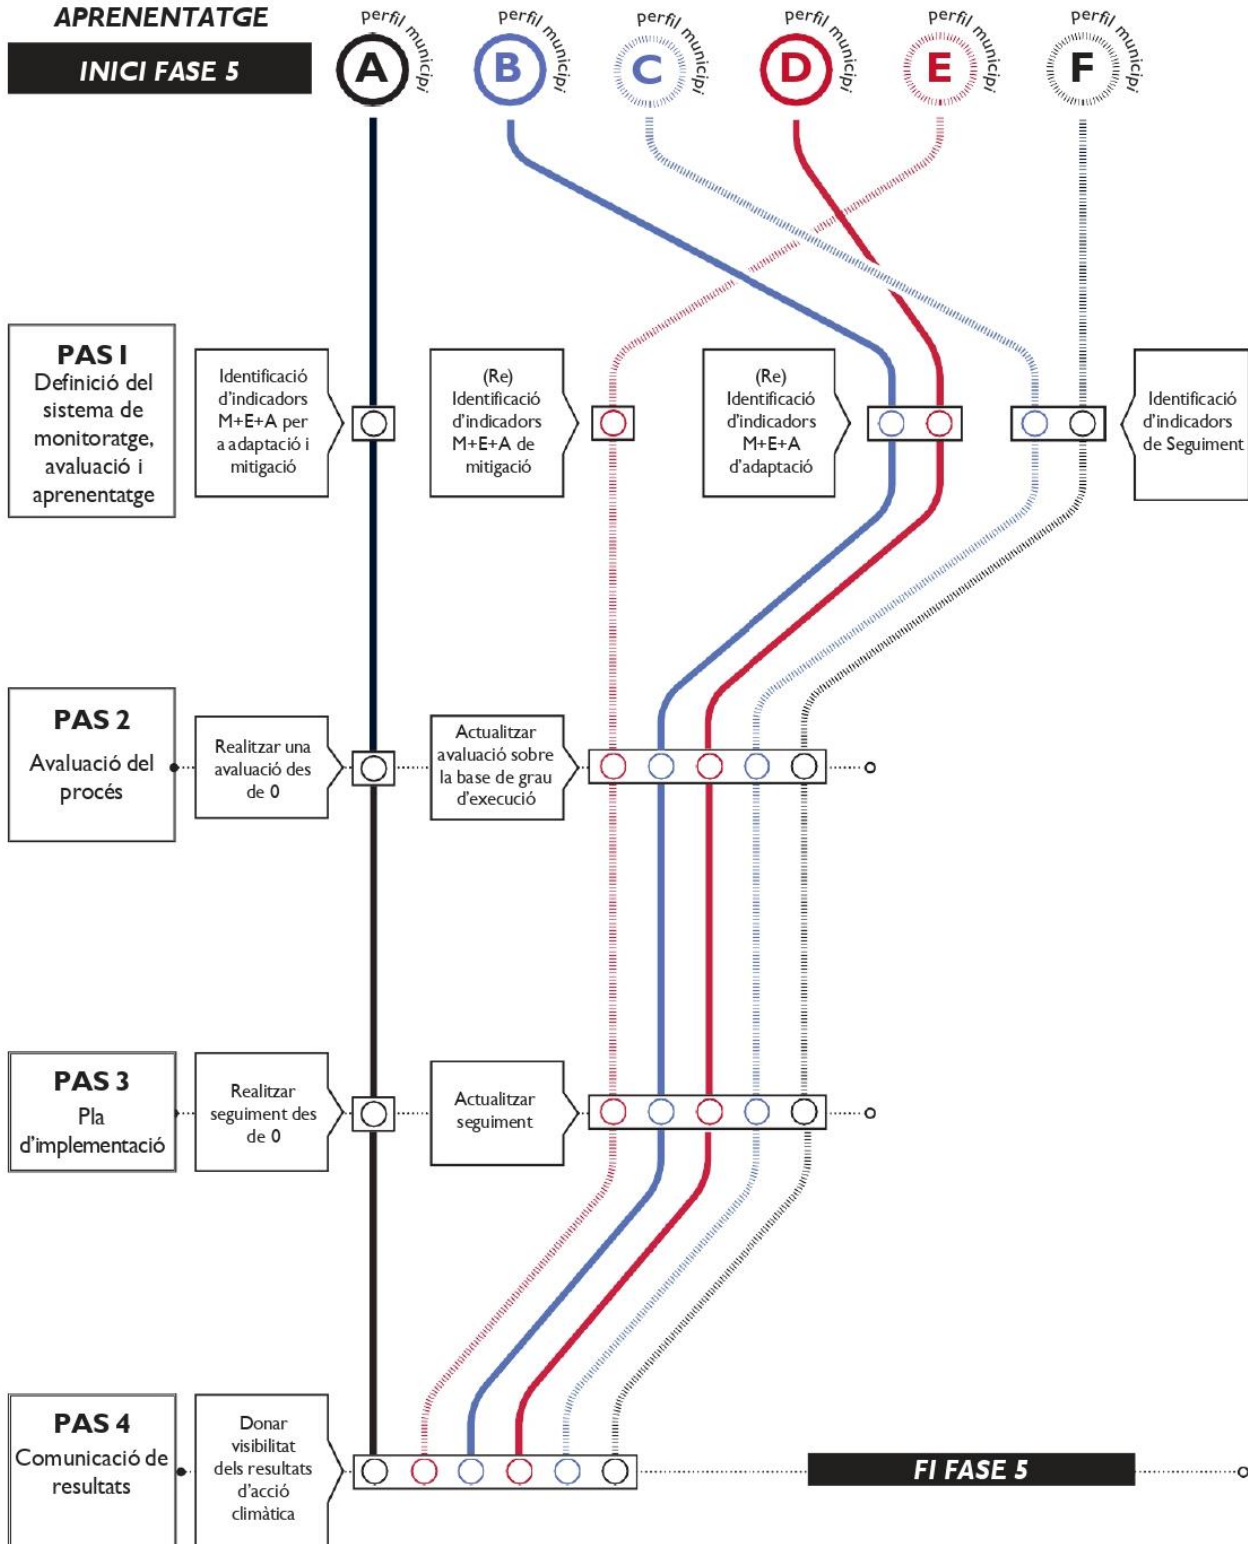 APRENENTATGE
INICI FASE 5
perfil municipi
A
perfil municipi
B
perfil municipi
C
perfil municipi
D
perfil municipi
E
perfil municipi
F
PAS 1
Definició del
sistema de
monitoratge,
avaluació i
aprenentatge
Identificació
d'indicadors
M+E+A per
a adaptació i
mitigació
(Re)
Identificació
d'indicadors
M+E+A de
mitigació
(Re)
Identificació
d'indicadors
M+E+A
d'adaptació
Identificació
d'indicadors
de Seguiment
PAS 2
Avaluació del
procés
Realitzar una
avaluació des
de 0
Actualitzar
avaluació sobre
la base de grau
d'execució
PAS 3
Pla
d'implementació
Realitzar
seguiment des
de 0
Actualitzar
seguiment
PAS 4
Comunicació de
resultats
Donar
visibilitat
dels resultats
d'acció
climàtica
FI FASE 5